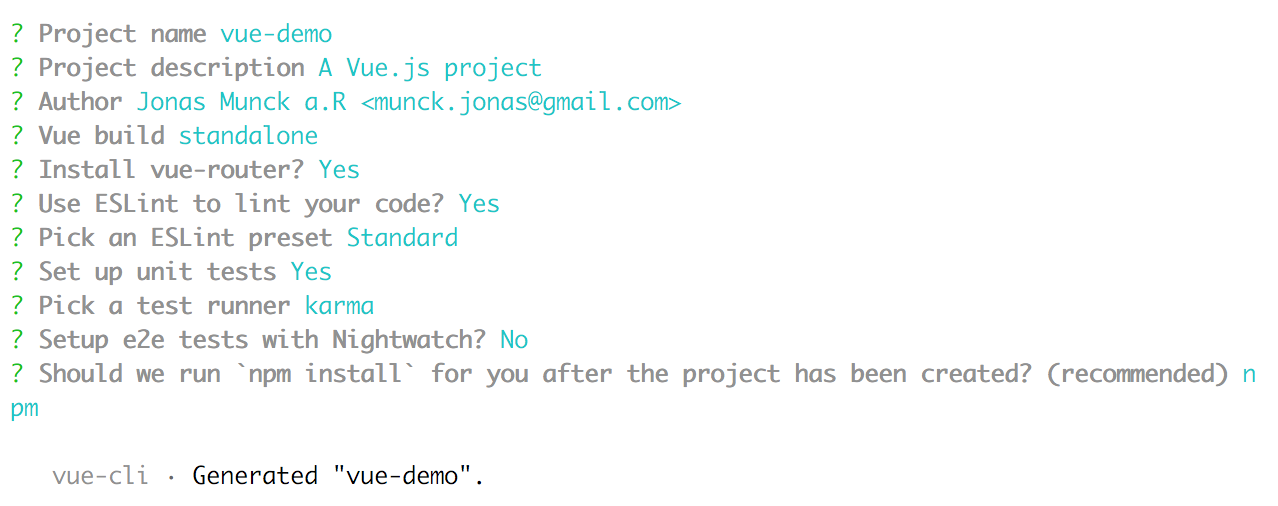 ? Project name vue-demo
? Project description A Vue.js project
? Author Jonas Munck a.R <munck.jonas@gmail.com>
? Vue build standalone
? Install vue-router? Yes
? Use ESLint to lint your code? Yes
? Pick an ESLint preset Standard
? Set up unit tests Yes
? Pick a test runner karma
? Setup e2e tests with Nightwatch? No
? Should we run `npm install` for you after the project has been created? (recommended) n
pm
vue-cli · Generated "vue-demo".